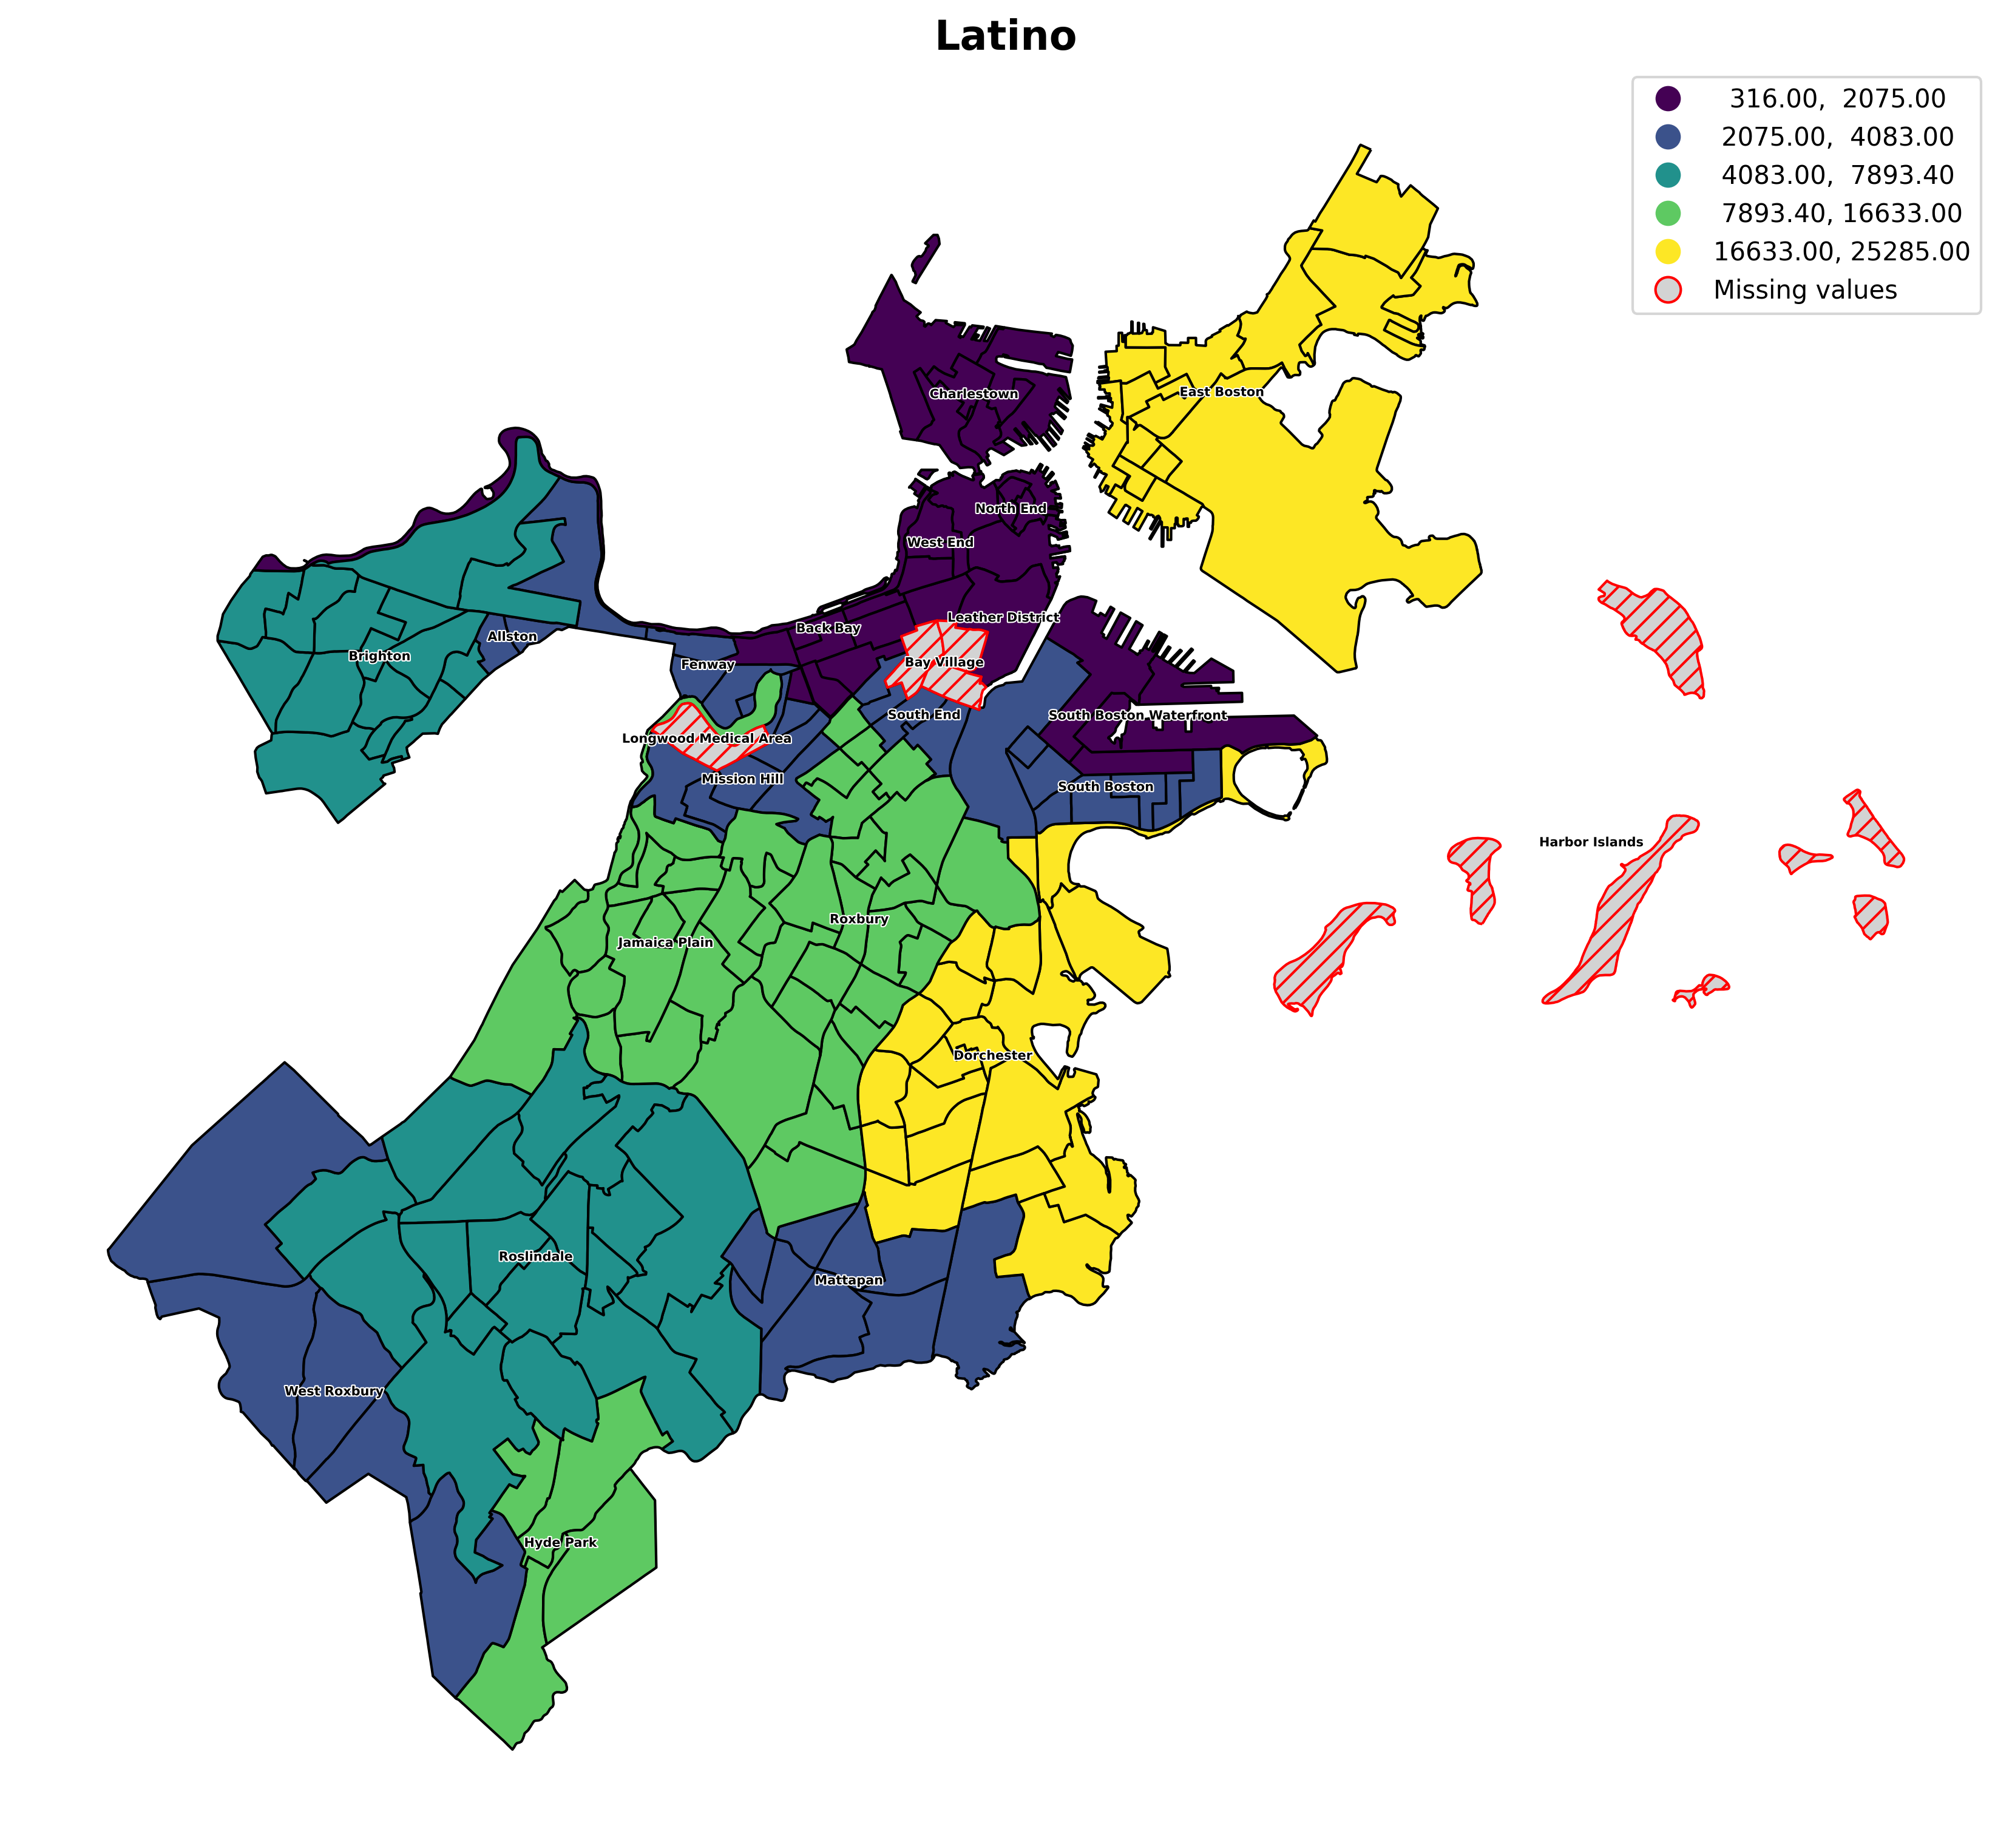 Latino
316.00, 2075.00
2075.00, 4083.00
4083.00, 7893.40
7893.40, 16633.00
16633.00, 25285.00
Missing values
East Boston
Charlestown
North End
West End
Leather District
Back Bay
Allston
Brighton
Fenway
Bay Village
South End
South Boston Waterfront
Longwood Medical Area
Mission Hill
South Boston
Harbor Islands
Roxbury
Jamaica Plain
Dorchester
Roslindale
Mattapan
West Roxbury
Hyde Park